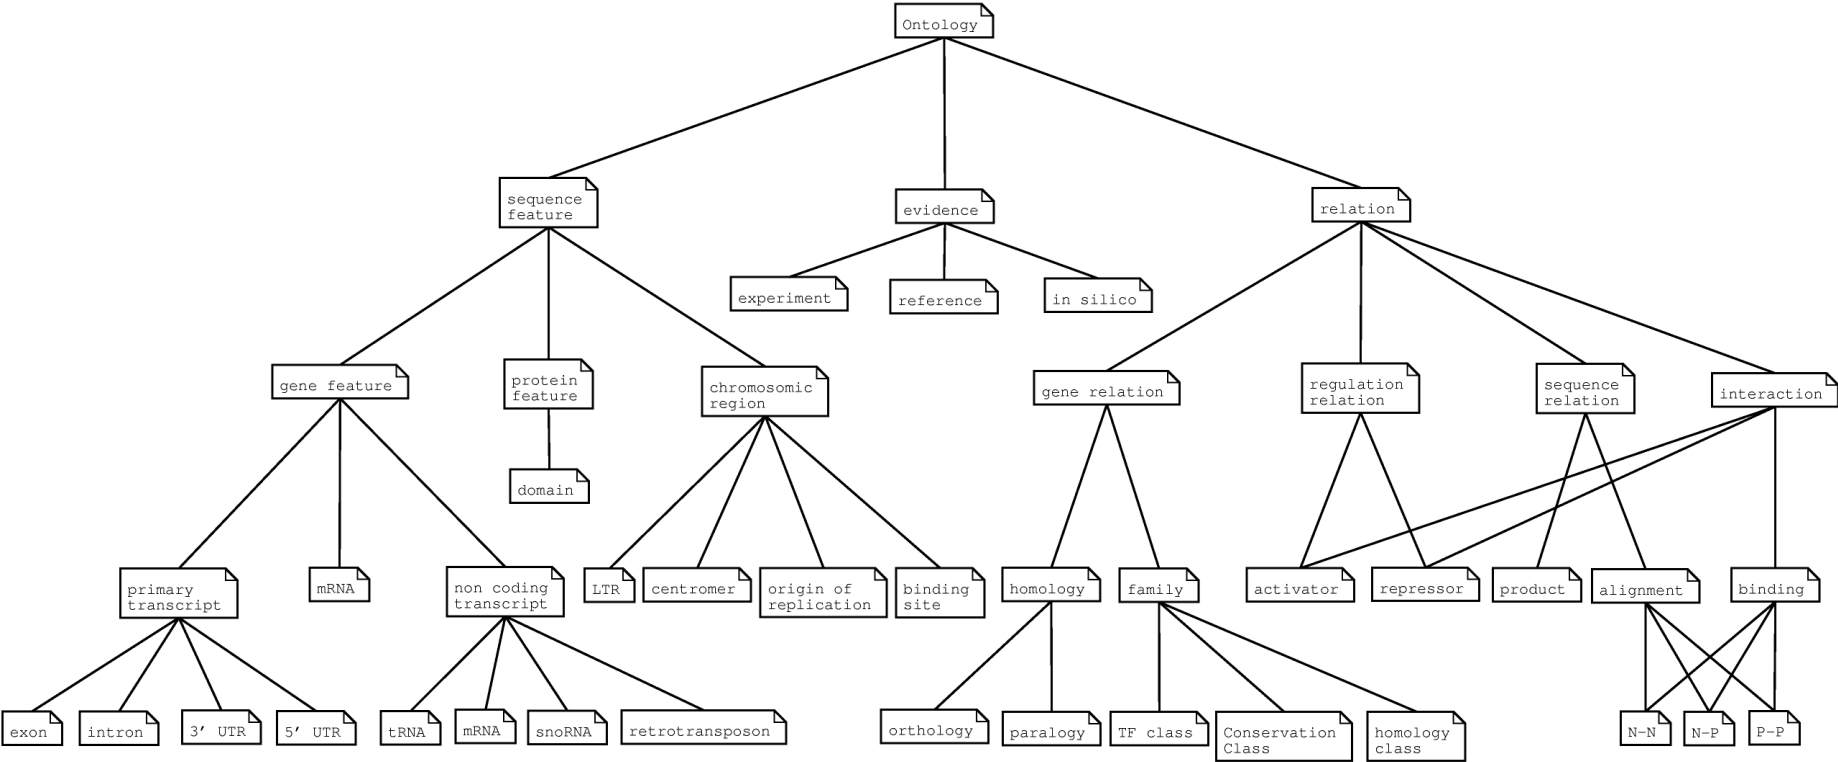 Ontology
sequence
feature
evidence
relation
experiment
reference
in silico
gene feature
protein
feature
chromosomic
region
gene relation
regulation
relation
sequence
relation
interaction
domain
primary
transcript
mRNA
non coding
transcript
LTR
centromer
origin of
replication
binding
site
homology
family
activator
repressor
product
alignment
binding
exon
intron
3’ UTR
5’ UTR
tRNA
mRNA
snoRNA
retrotransposon
orthology
paralogy
TF class
Conservation
Class
homology
class
N-N
N-P
P-P